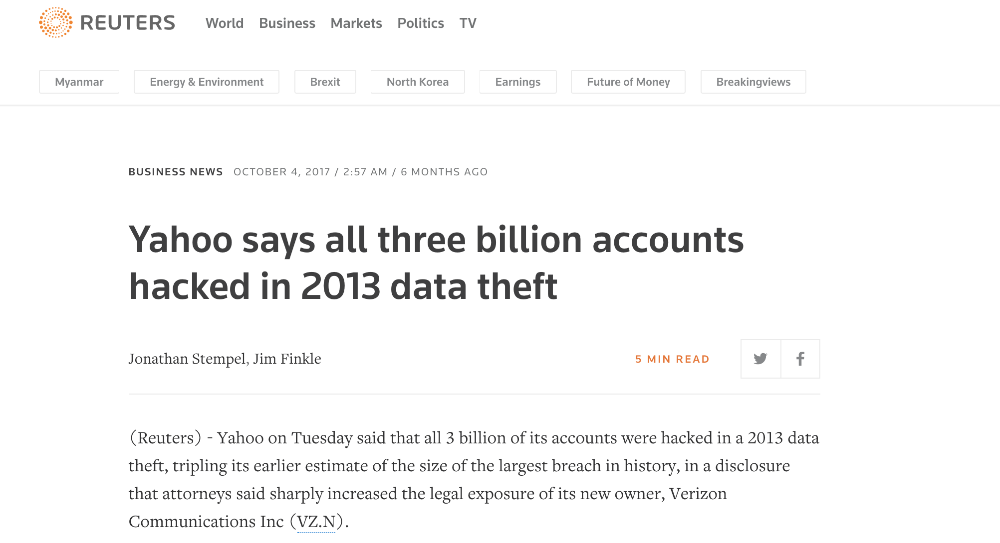 REUTERS World Business Markets Politics TV
Myanmar Energy & Environment Brexit North Korea Earnings Future of Money Breakingviews
BUSINESS NEWS OCTOBER 4, 2017 / 2:57 AM / 6 MONTHS AGO
Yahoo says all three billion accounts
hacked in 2013 data theft
Jonathan Stempel, Jim Finkle 5 MIN READ
(Reuters) - Yahoo on Tuesday said that all 3 billion of its accounts were hacked in a 2013 data
theft, tripling its earlier estimate of the size of the largest breach in history, in a disclosure
that attorneys said sharply increased the legal exposure of its new owner, Verizon
Communications Inc (VZ.N).